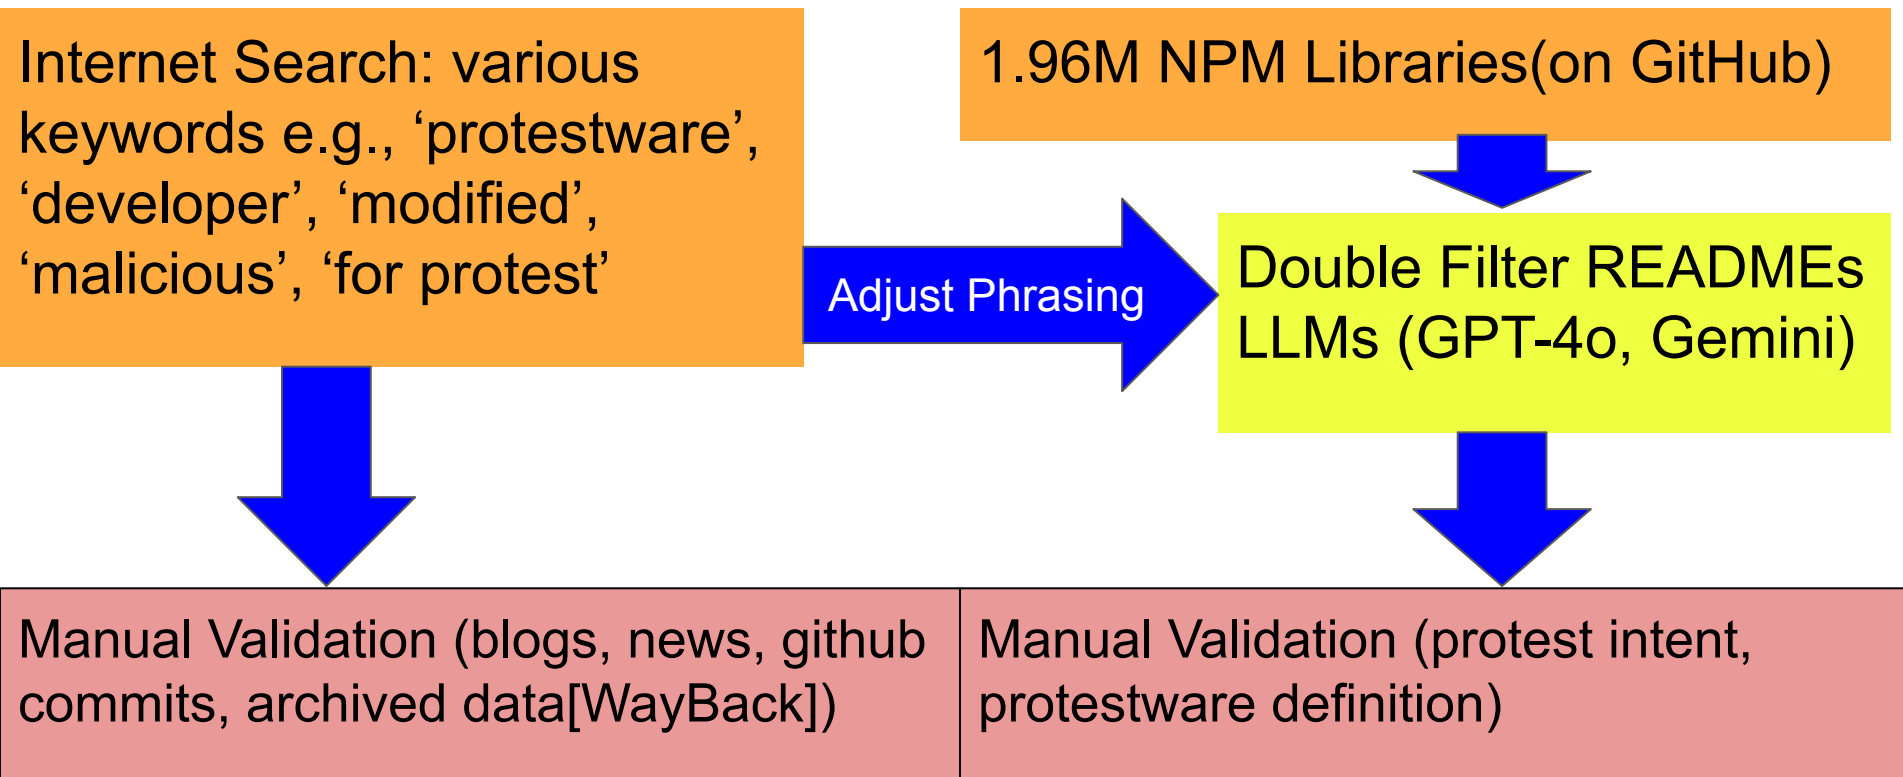 Internet Search: various
keywords e.g., ‘protestware’,
‘developer’, ‘modified’,
‘malicious’, ‘for protest’
1.96M NPM Libraries(on GitHub)
Adjust Phrasing
Double Filter READMEs
LLMs (GPT-4o, Gemini)
Manual Validation (blogs, news, github
commits, archived data[WayBack])
Manual Validation (protest intent,
protestware definition)